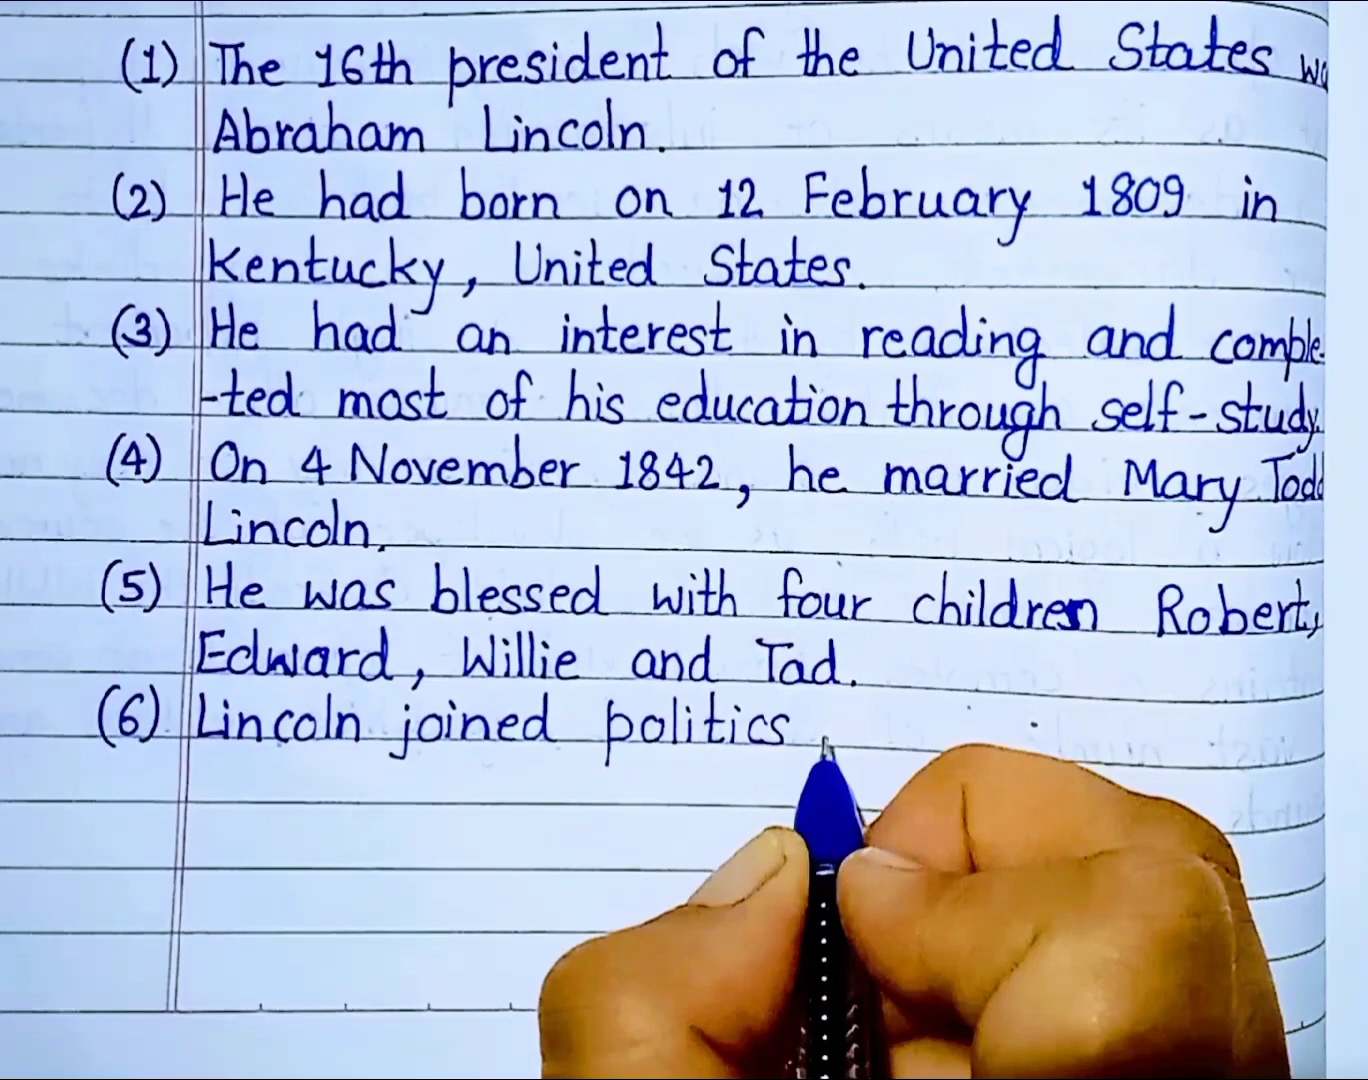 (1) The 16th president of the United States
Abraham Lincoln.
(2) He had born on 12 February 1809 in
Kentucky, United States.
(3) He had an interest in reading and comple-
-ted most of his education through self-study.
(4) On 4 November 1842, he married Mary Todd
Lincoln.
(5) He was blessed with four children Robert,
Edward, Willie and Tad.
(6) Lincoln joined politics